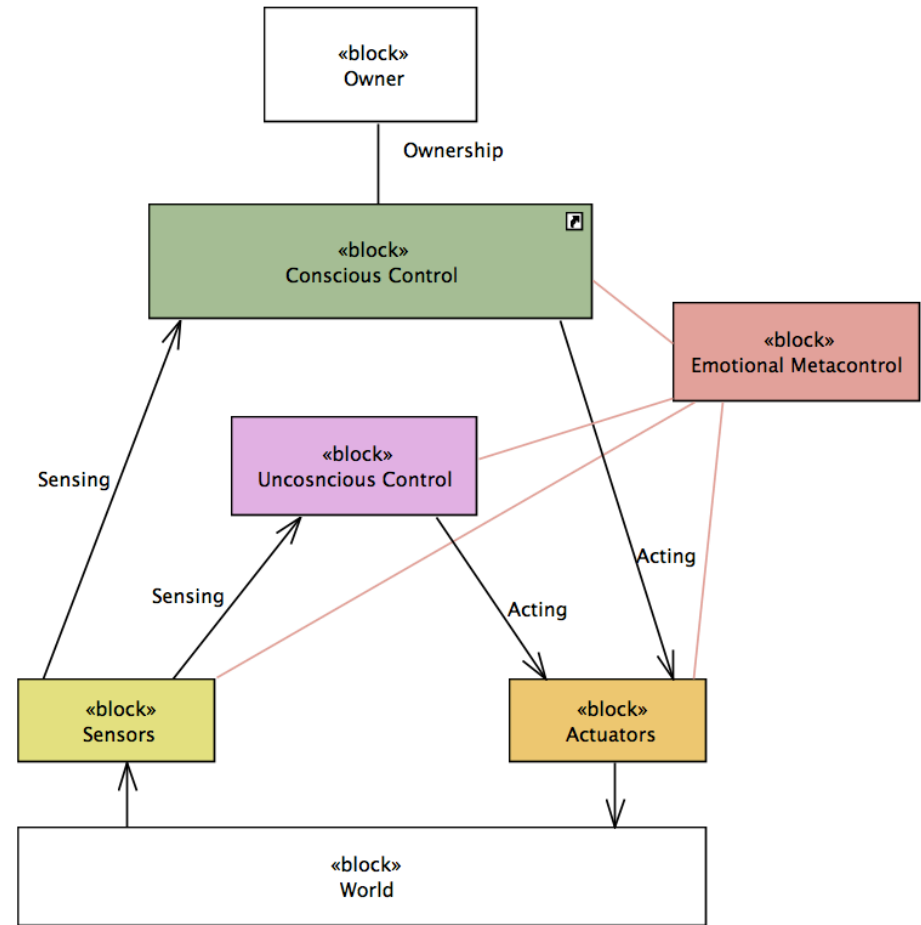 «block»
Owner
Ownership
«block»
Conscious Control
«block»
Emotional Metacontrol
«block»
Uncosncious Control
Sensing
Sensing
Acting
Acting
«block»
Sensors
«block»
Actuators
«block»
World